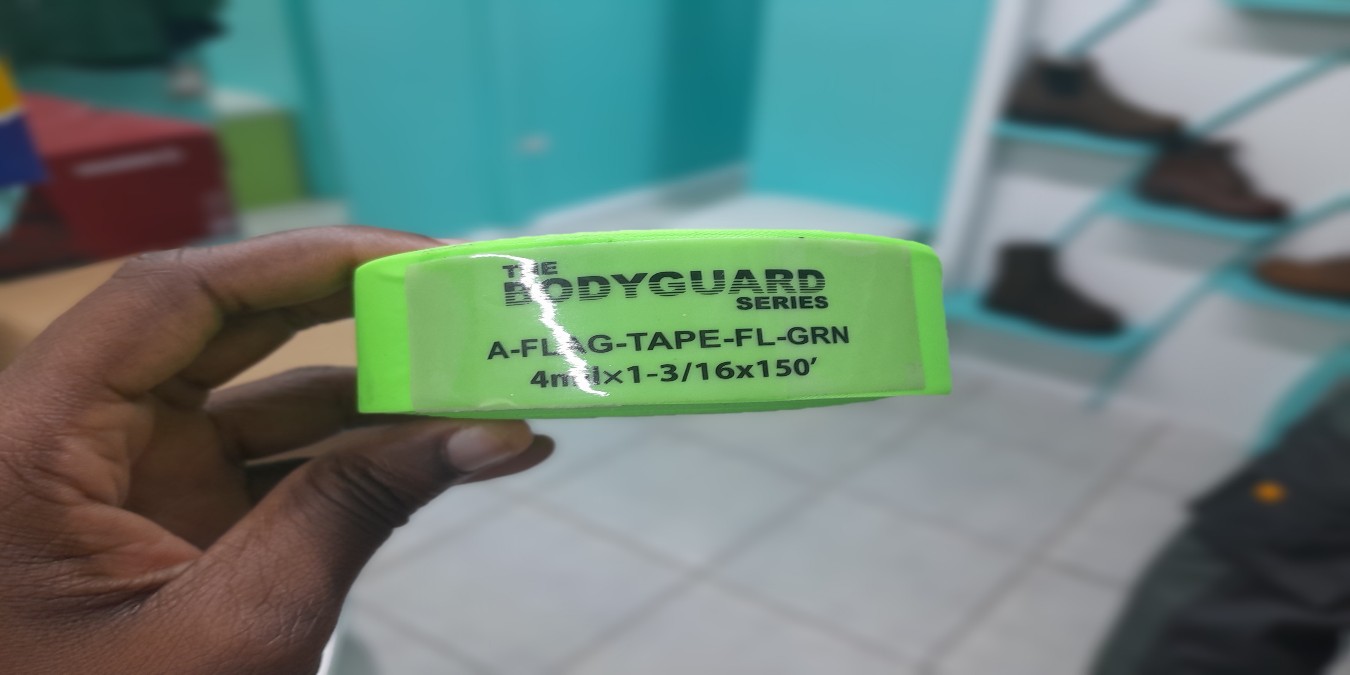 THE
BODYGUARD
SERIES
A-FLAG-TAPE-FL-GRN
4mil×1-3/16x150’